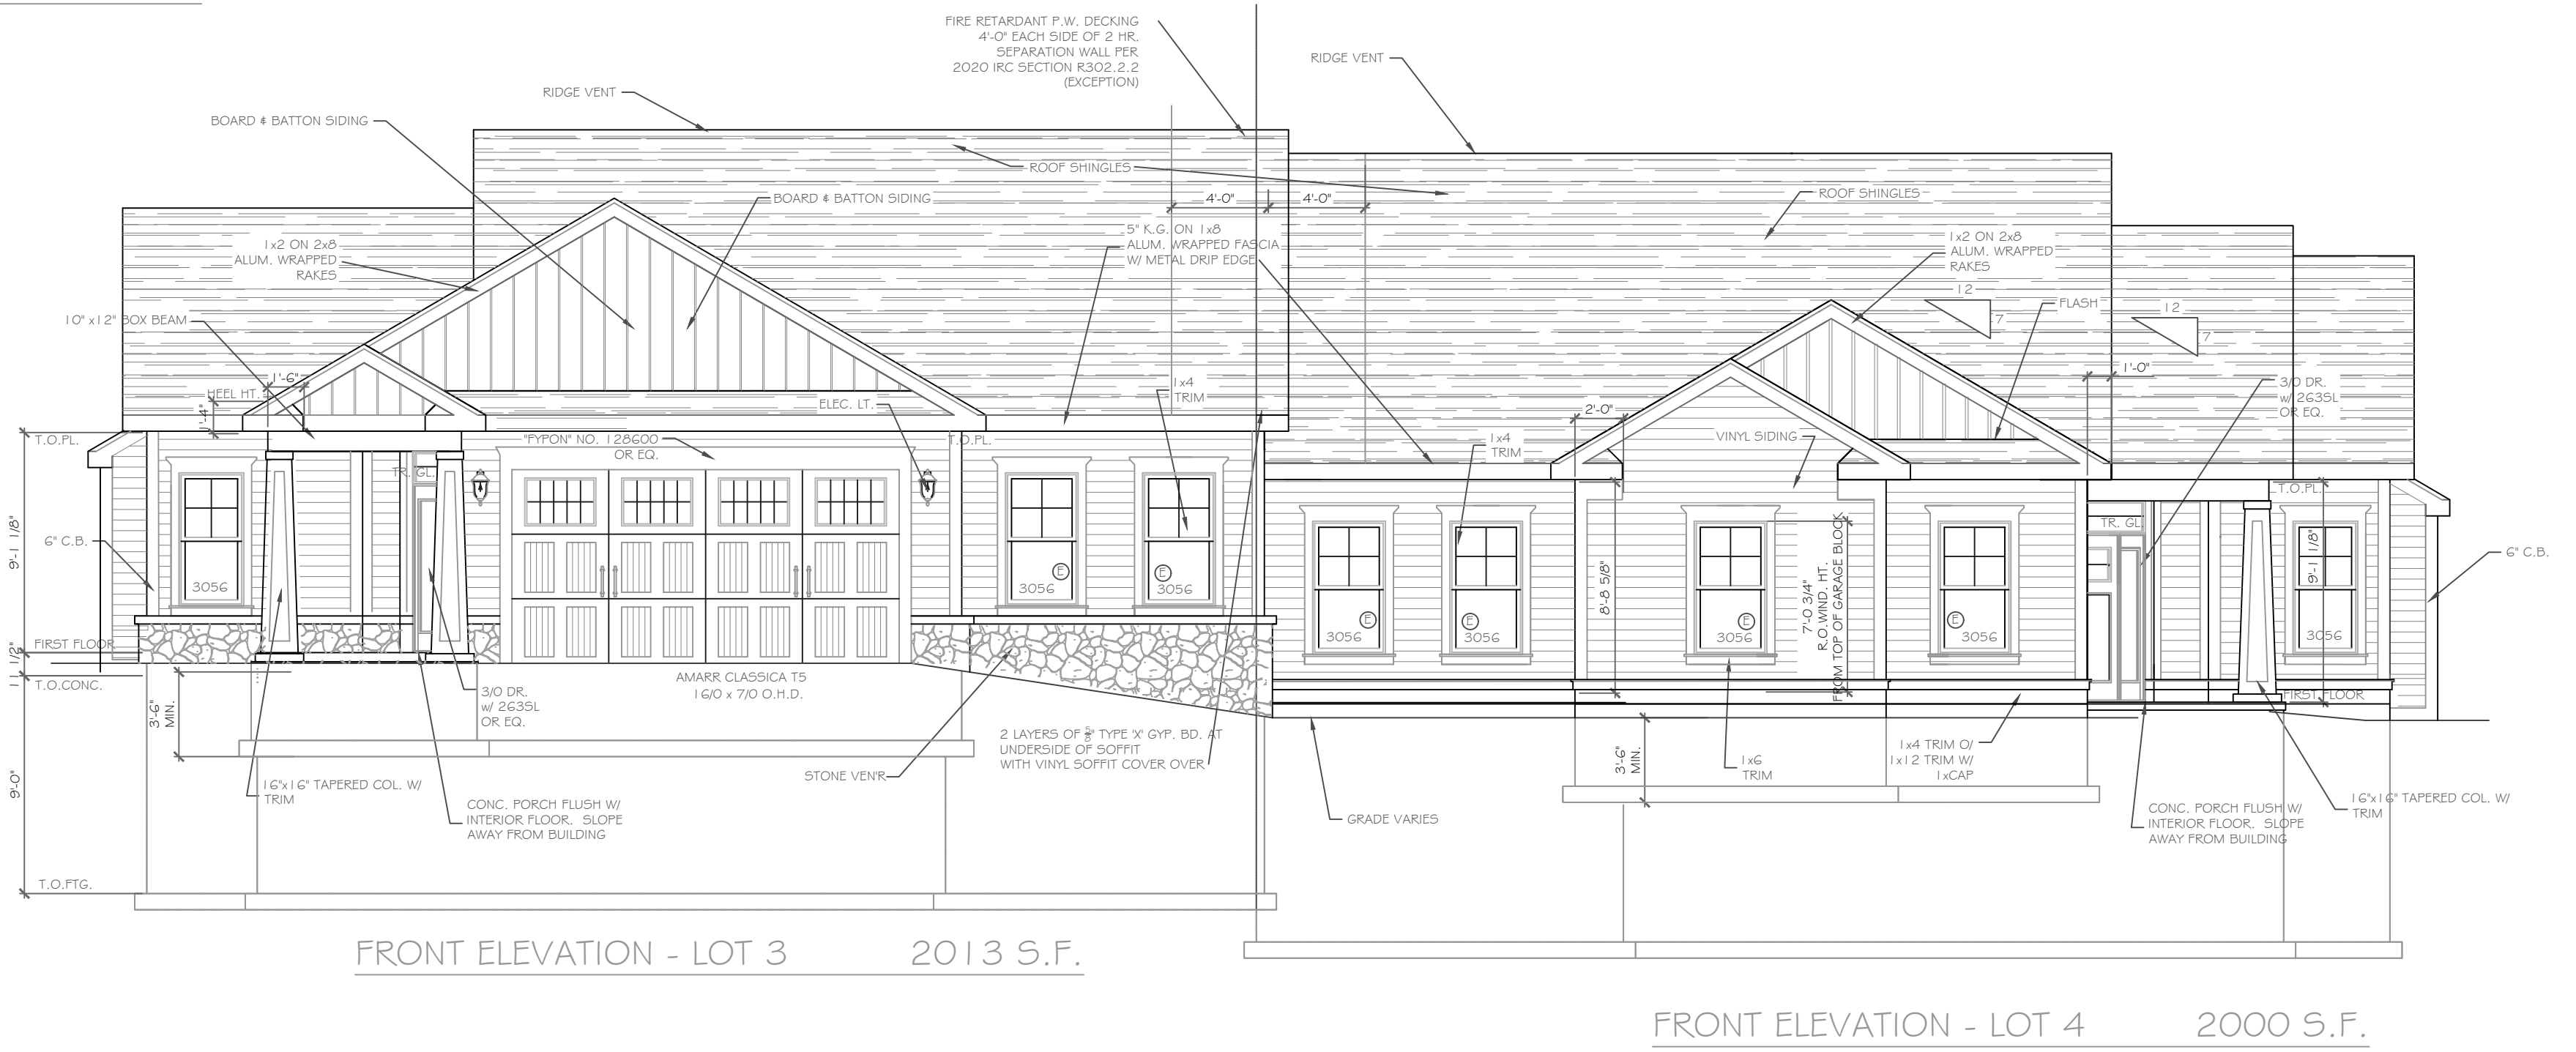 FIRE RETARDANT P.W. DECKING
4'-0" EACH SIDE OF 2 HR.
SEPARATION WALL PER
2020 IRC SECTION R302.2.2
(EXCEPTION)
RIDGE VENT
RIDGE VENT
BOARD & BATTON SIDING
ROOF SHINGLES
BOARD & BATTON SIDING
4'-0"
4'-0"
ROOF SHINGLES
1x2 ON 2x8
ALUM. WRAPPED
RAKES
5" K.G. ON 1x8
ALUM. WRAPPED FASCIA
W/ METAL DRIP EDGE
1x2 ON 2x8
ALUM. WRAPPED
RAKES
12
7
FLASH
12
7
10"x12" BOX BEAM
1'-6"
HEEL HT.
1'-4"
ELEC. LT.
1x4
TRIM
1'-0"
3/0 DR.
w/ 263SL
OR EQ.
2'-0"
T.O.PL.
"FYPON" NO. 128600
OR EQ.
T.O.PL.
1x4
TRIM
VINYL SIDING
TR. GL.
T.O.PL.
TR. GL.
9'-1 1/8"
6" C.B.
3056
3056
E
E
3056
8'-8 5/8"
7'-0 3/4"
R.O.WIND. HT.
FROM TOP OF GARAGE BLOCK
9'-1 1/8"
6" C.B.
E
3056
E
3056
E
3056
E
3056
3056
FIRST FLOOR
11 1/2"
T.O.CONC.
AMARR CLASSICA T5
16/0 x 7/0 O.H.D.
3/0 DR.
w/ 263SL
OR EQ.
3'-6"
MIN.
FIRST FLOOR
2 LAYERS OF 5/8" TYPE 'X' GYP. BD. AT
UNDERSIDE OF SOFFIT
WITH VINYL SOFFIT COVER OVER
STONE VEN'R
3'-6"
MIN.
1x6
TRIM
1x4 TRIM O/
1x12 TRIM W/
1xCAP
9'-0"
16"x16" TAPERED COL. W/
TRIM
CONC. PORCH FLUSH W/
INTERIOR FLOOR. SLOPE
AWAY FROM BUILDING
GRADE VARIES
16"x16" TAPERED COL. W/
TRIM
CONC. PORCH FLUSH W/
INTERIOR FLOOR. SLOPE
AWAY FROM BUILDING
T.O.FTG.
FRONT ELEVATION - LOT 3 2013 S.F.
FRONT ELEVATION - LOT 4 2000 S.F.